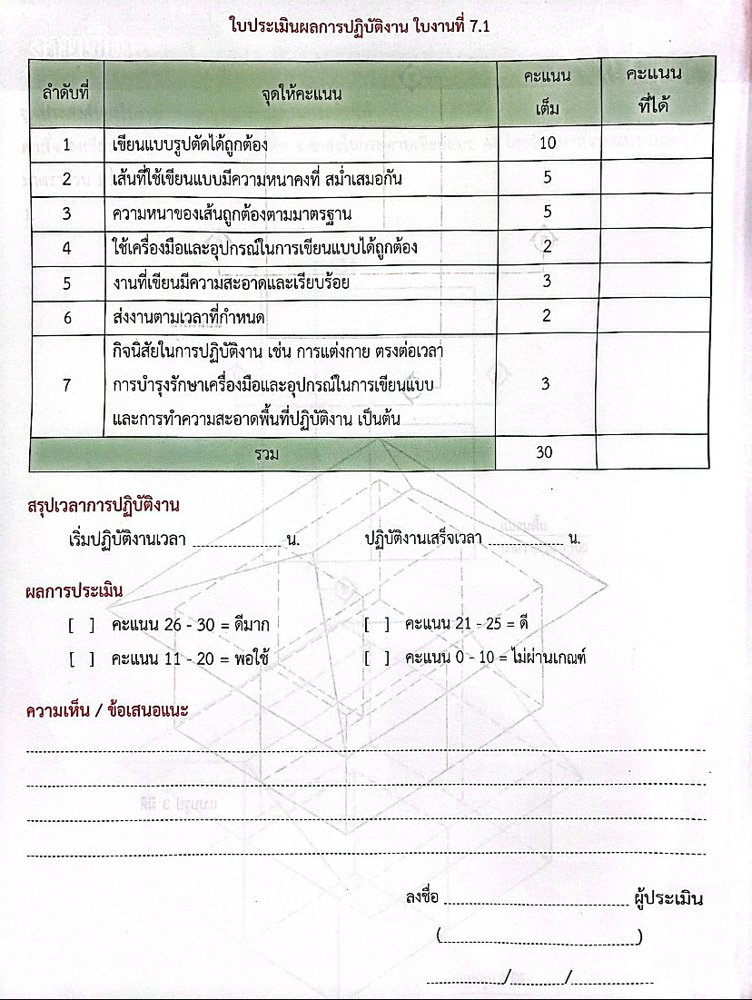 ใบประเมินผลการปฏิบัติงาน ใบงานที่ 7.1
ลำดับที่ จุดให้คะแนน คะแนนเต็ม คะแนนที่ได้
1 เขียนแบบรูปตัดได้ถูกต้อง 10
2 เส้นที่ใช้เขียนแบบมีความหนาคงที่ สม่ำเสมอกัน 5
3 ความหนาของเส้นถูกต้องตามมาตรฐาน 5
4 ใช้เครื่องมือและอุปกรณ์ในการเขียนแบบได้ถูกต้อง 2
5 งานที่เขียนมีความสะอาดและเรียบร้อย 3
6 ส่งงานตามเวลาที่กำหนด 2
7 กิจนิสัยในการปฏิบัติงาน เช่น การแต่งกาย ตรงต่อเวลา
การบำรุงรักษาเครื่องมือและอุปกรณ์ในการเขียนแบบ 3
และการทำความสะอาดพื้นที่ปฏิบัติงาน เป็นต้น
รวม 30
สรุปเวลาการปฏิบัติงาน
เริ่มปฏิบัติงานเวลา .................... น. ปฏิบัติงานเสร็จเวลา .................... น.
ผลการประเมิน
[ ] คะแนน 26 - 30 = ดีมาก [ ] คะแนน 21 - 25 = ดี
[ ] คะแนน 11 - 20 = พอใช้ [ ] คะแนน 0 - 10 = ไม่ผ่านเกณฑ์
ความเห็น / ข้อเสนอแนะ
ลงชื่อ ........................................ ผู้ประเมิน
(........................................)
................/................/................